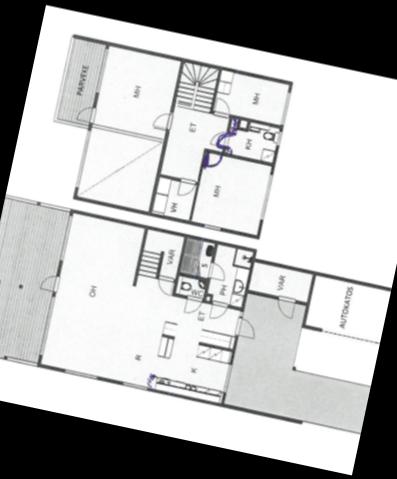 PARVEKE
MH
MH
ET
KH
MH
VH
VAR
S
PH
VAR
OH
ET
AUTOKATOS
R
K